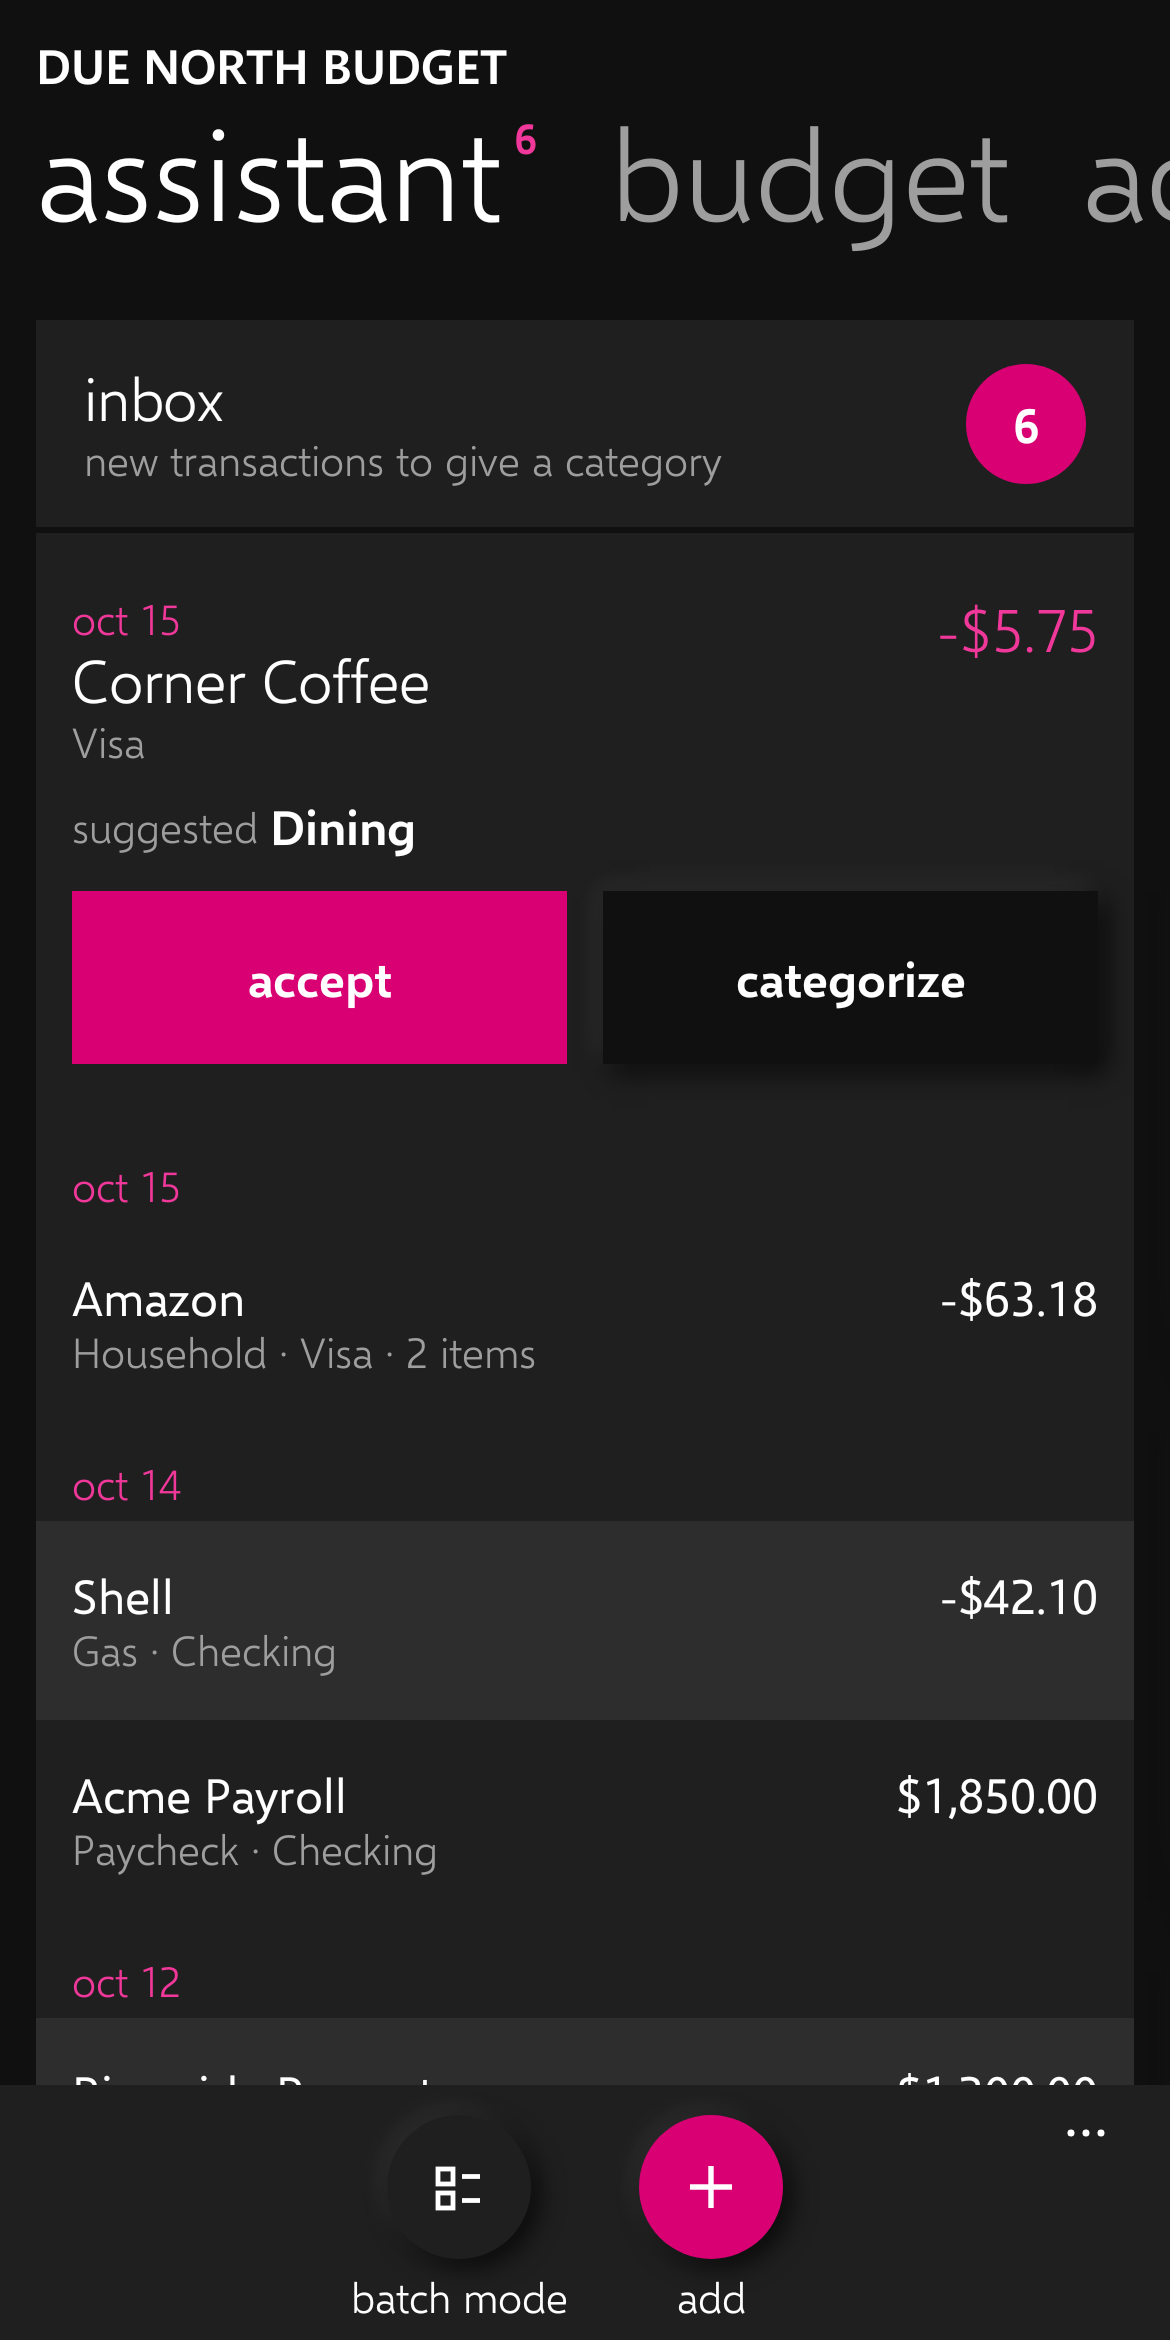 DUE NORTH BUDGET
assistant 6 budget
inbox
new transactions to give a category
6
oct 15
-$5.75
Corner Coffee
Visa
suggested Dining
accept
categorize
oct 15
Amazon
-$63.18
Household · Visa · 2 items
oct 14
Shell
-$42.10
Gas · Checking
Acme Payroll
$1,850.00
Paycheck · Checking
oct 12
batch mode
add